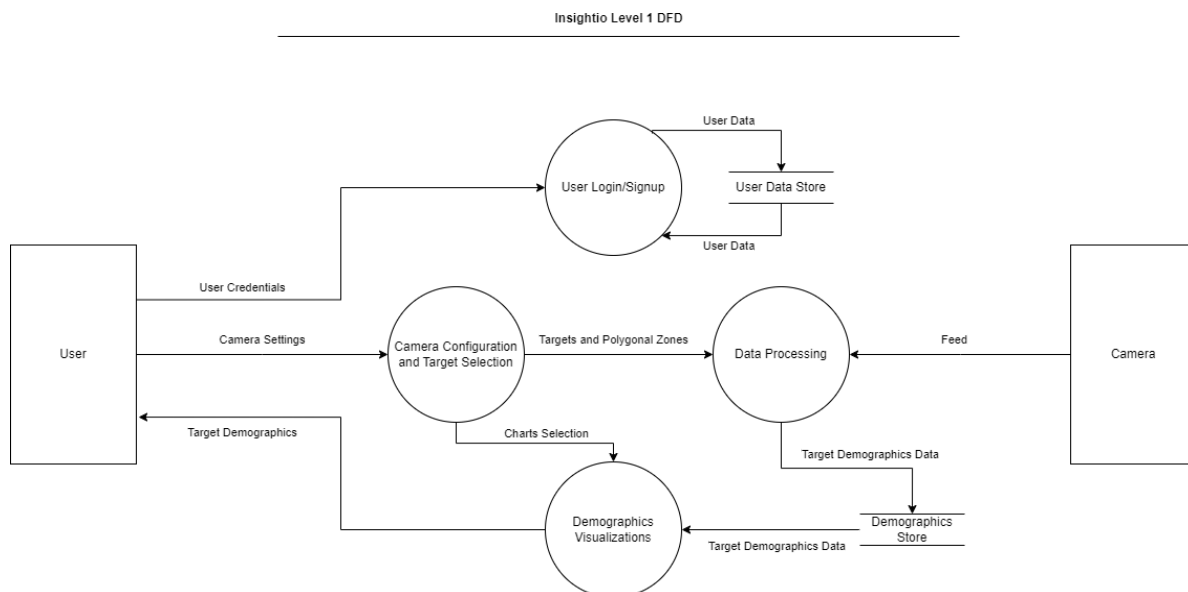 Insightio Level 1 DFD
User Data
User Login/Signup
User Data Store
User Data
User Credentials
User
Camera Settings
Camera Configuration
and Target Selection
Targets and Polygonal Zones
Data Processing
Feed
Camera
Target Demographics
Charts Selection
Target Demographics Data
Demographics
Visualizations
Target Demographics Data
Demographics
Store